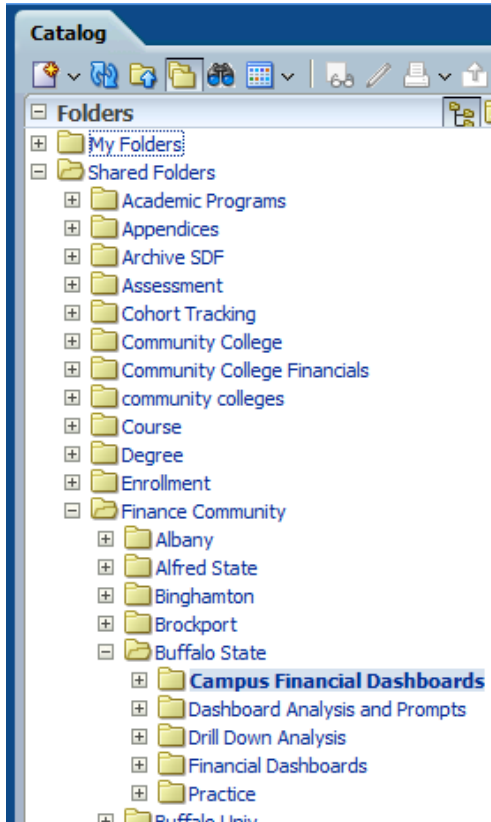 Catalog
Folders
My Folders
Shared Folders
Academic Programs
Appendices
Archive SDF
Assessment
Cohort Tracking
Community College
Community College Financials
community colleges
Course
Degree
Enrollment
Finance Community
Albany
Alfred State
Binghamton
Brockport
Buffalo State
Campus Financial Dashboards
Dashboard Analysis and Prompts
Drill Down Analysis
Financial Dashboards
Practice
Buffalo Univ